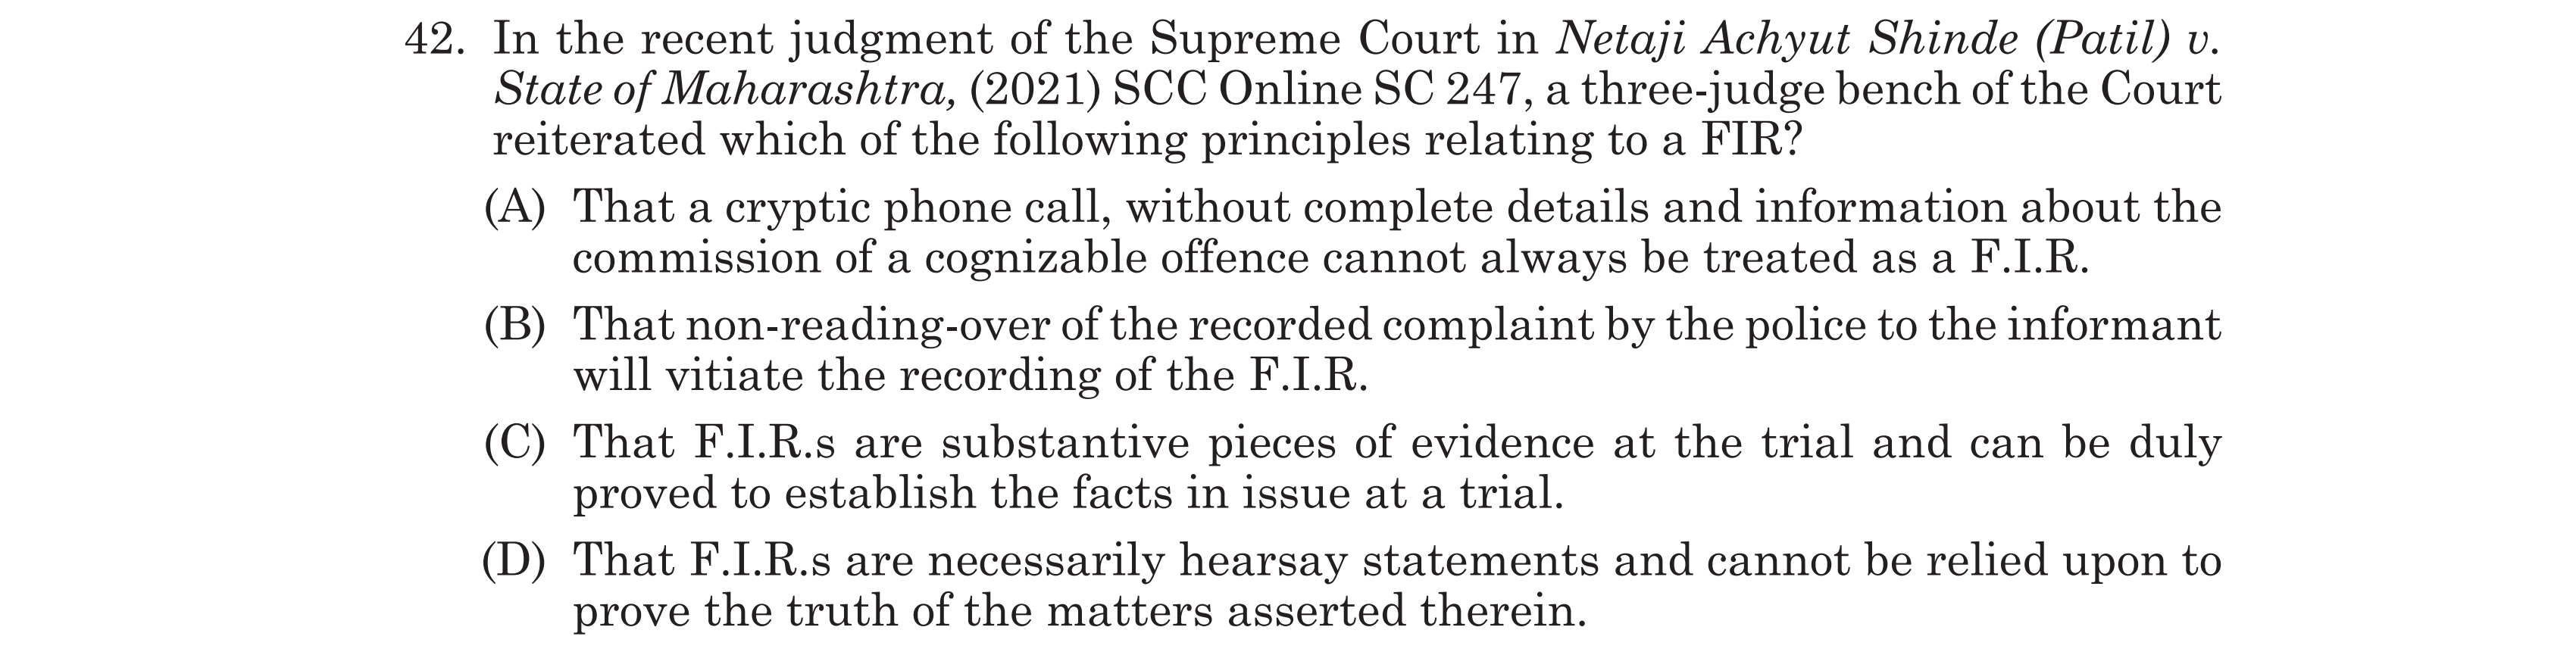 42. In the recent judgment of the Supreme Court in Netaji Achyut Shinde (Patil) v.
State of Maharashtra, (2021) SCC Online SC 247, a three-judge bench of the Court
reiterated which of the following principles relating to a FIR?
(A) That a cryptic phone call, without complete details and information about the
commission of a cognizable offence cannot always be treated as a F.I.R.
(B) That non-reading-over of the recorded complaint by the police to the informant
will vitiate the recording of the F.I.R.
(C) That F.I.R.s are substantive pieces of evidence at the trial and can be duly
proved to establish the facts in issue at a trial.
(D) That F.I.R.s are necessarily hearsay statements and cannot be relied upon to
prove the truth of the matters asserted therein.